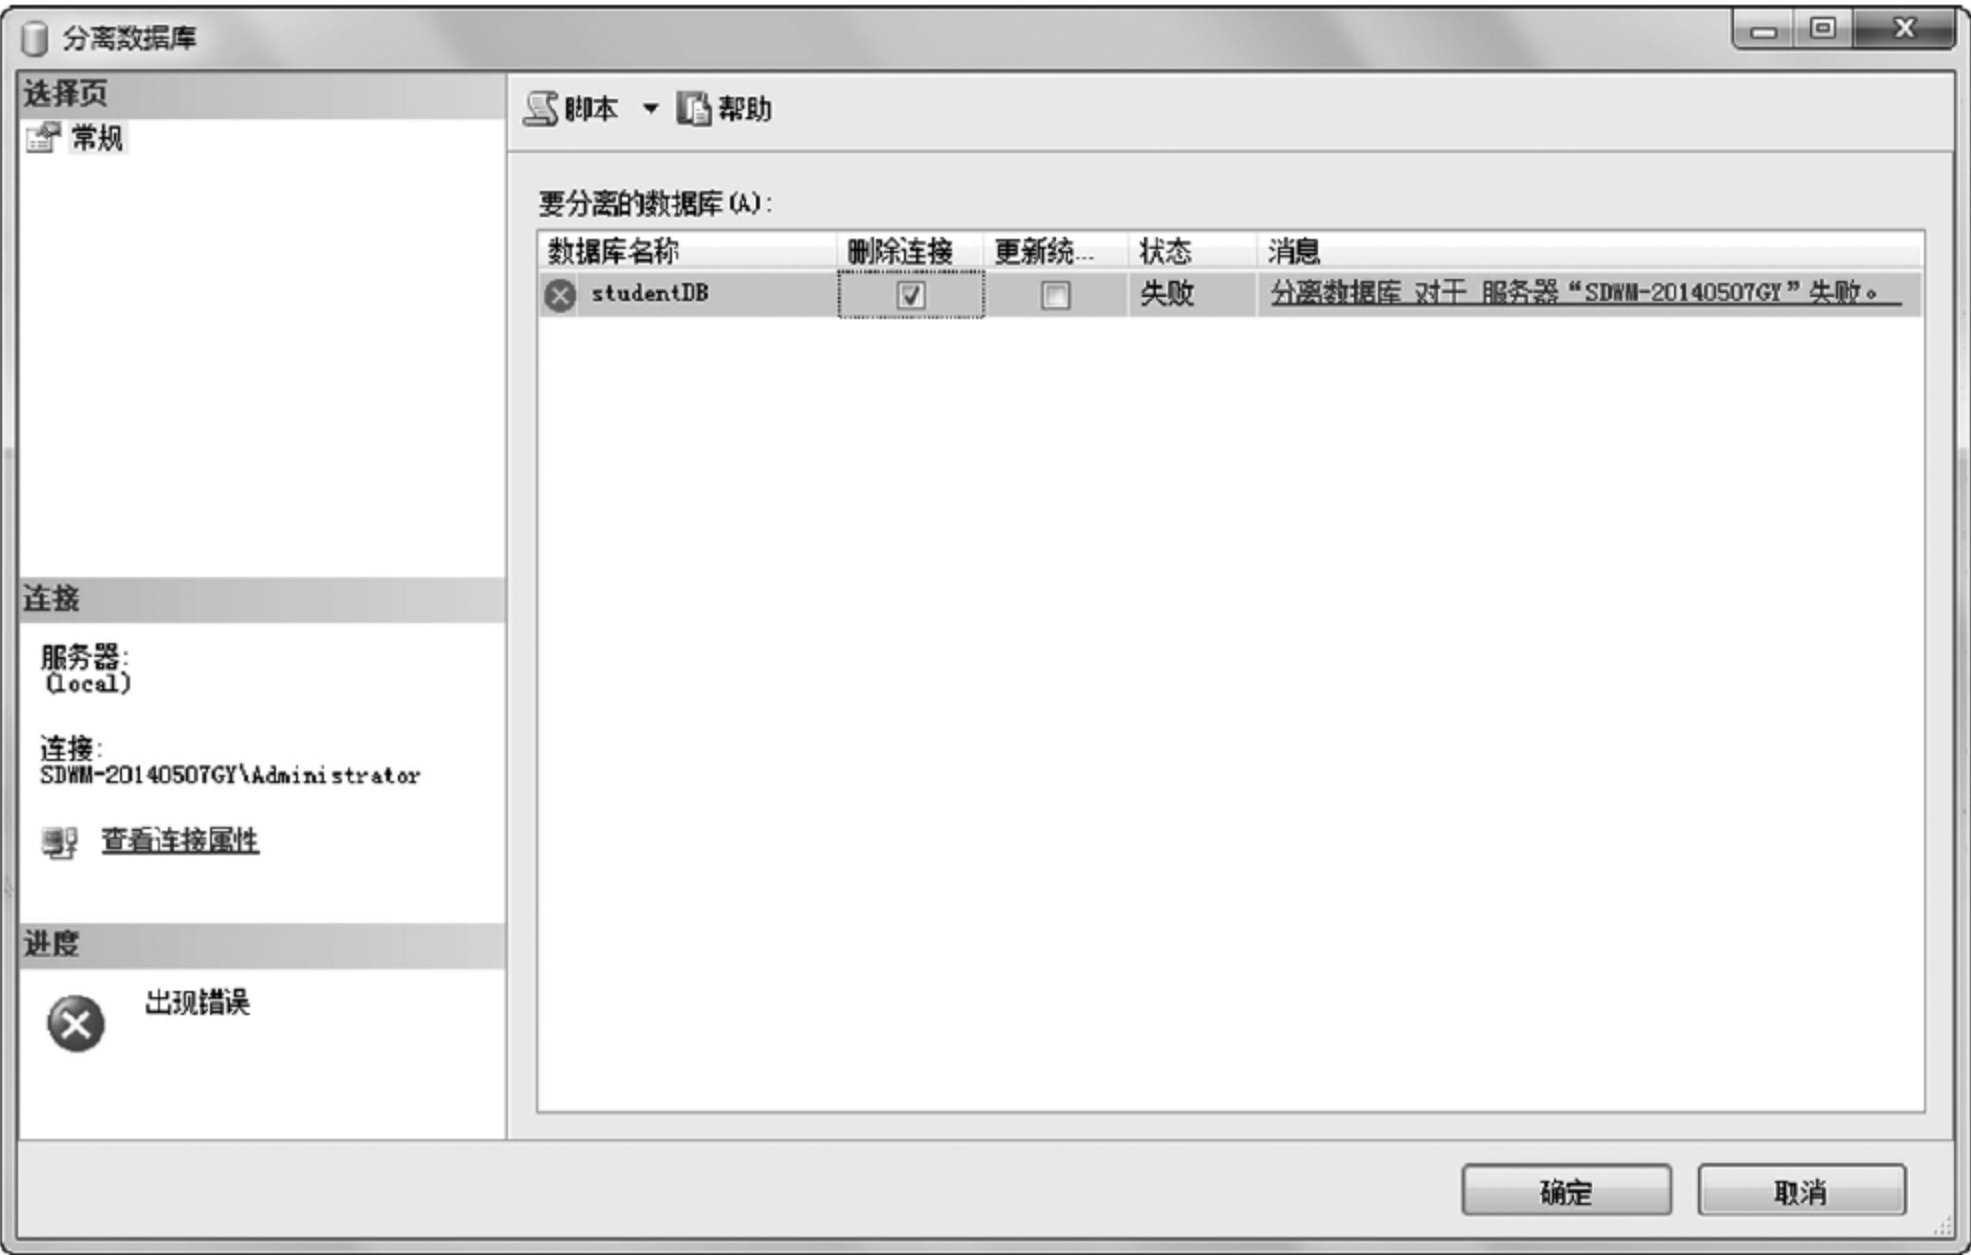 分离数据库
选择页
常规
脚本 帮助
要分离的数据库(A):
数据库名称 删除连接 更新统... 状态 消息
studentDB 失败 分离数据库 对于 服务器“SDWM-20140507GY”失败。
连接
服务器:
(local)
连接:
SDWM-20140507GY\Administrator
查看连接属性
进度
出现错误
确定 取消